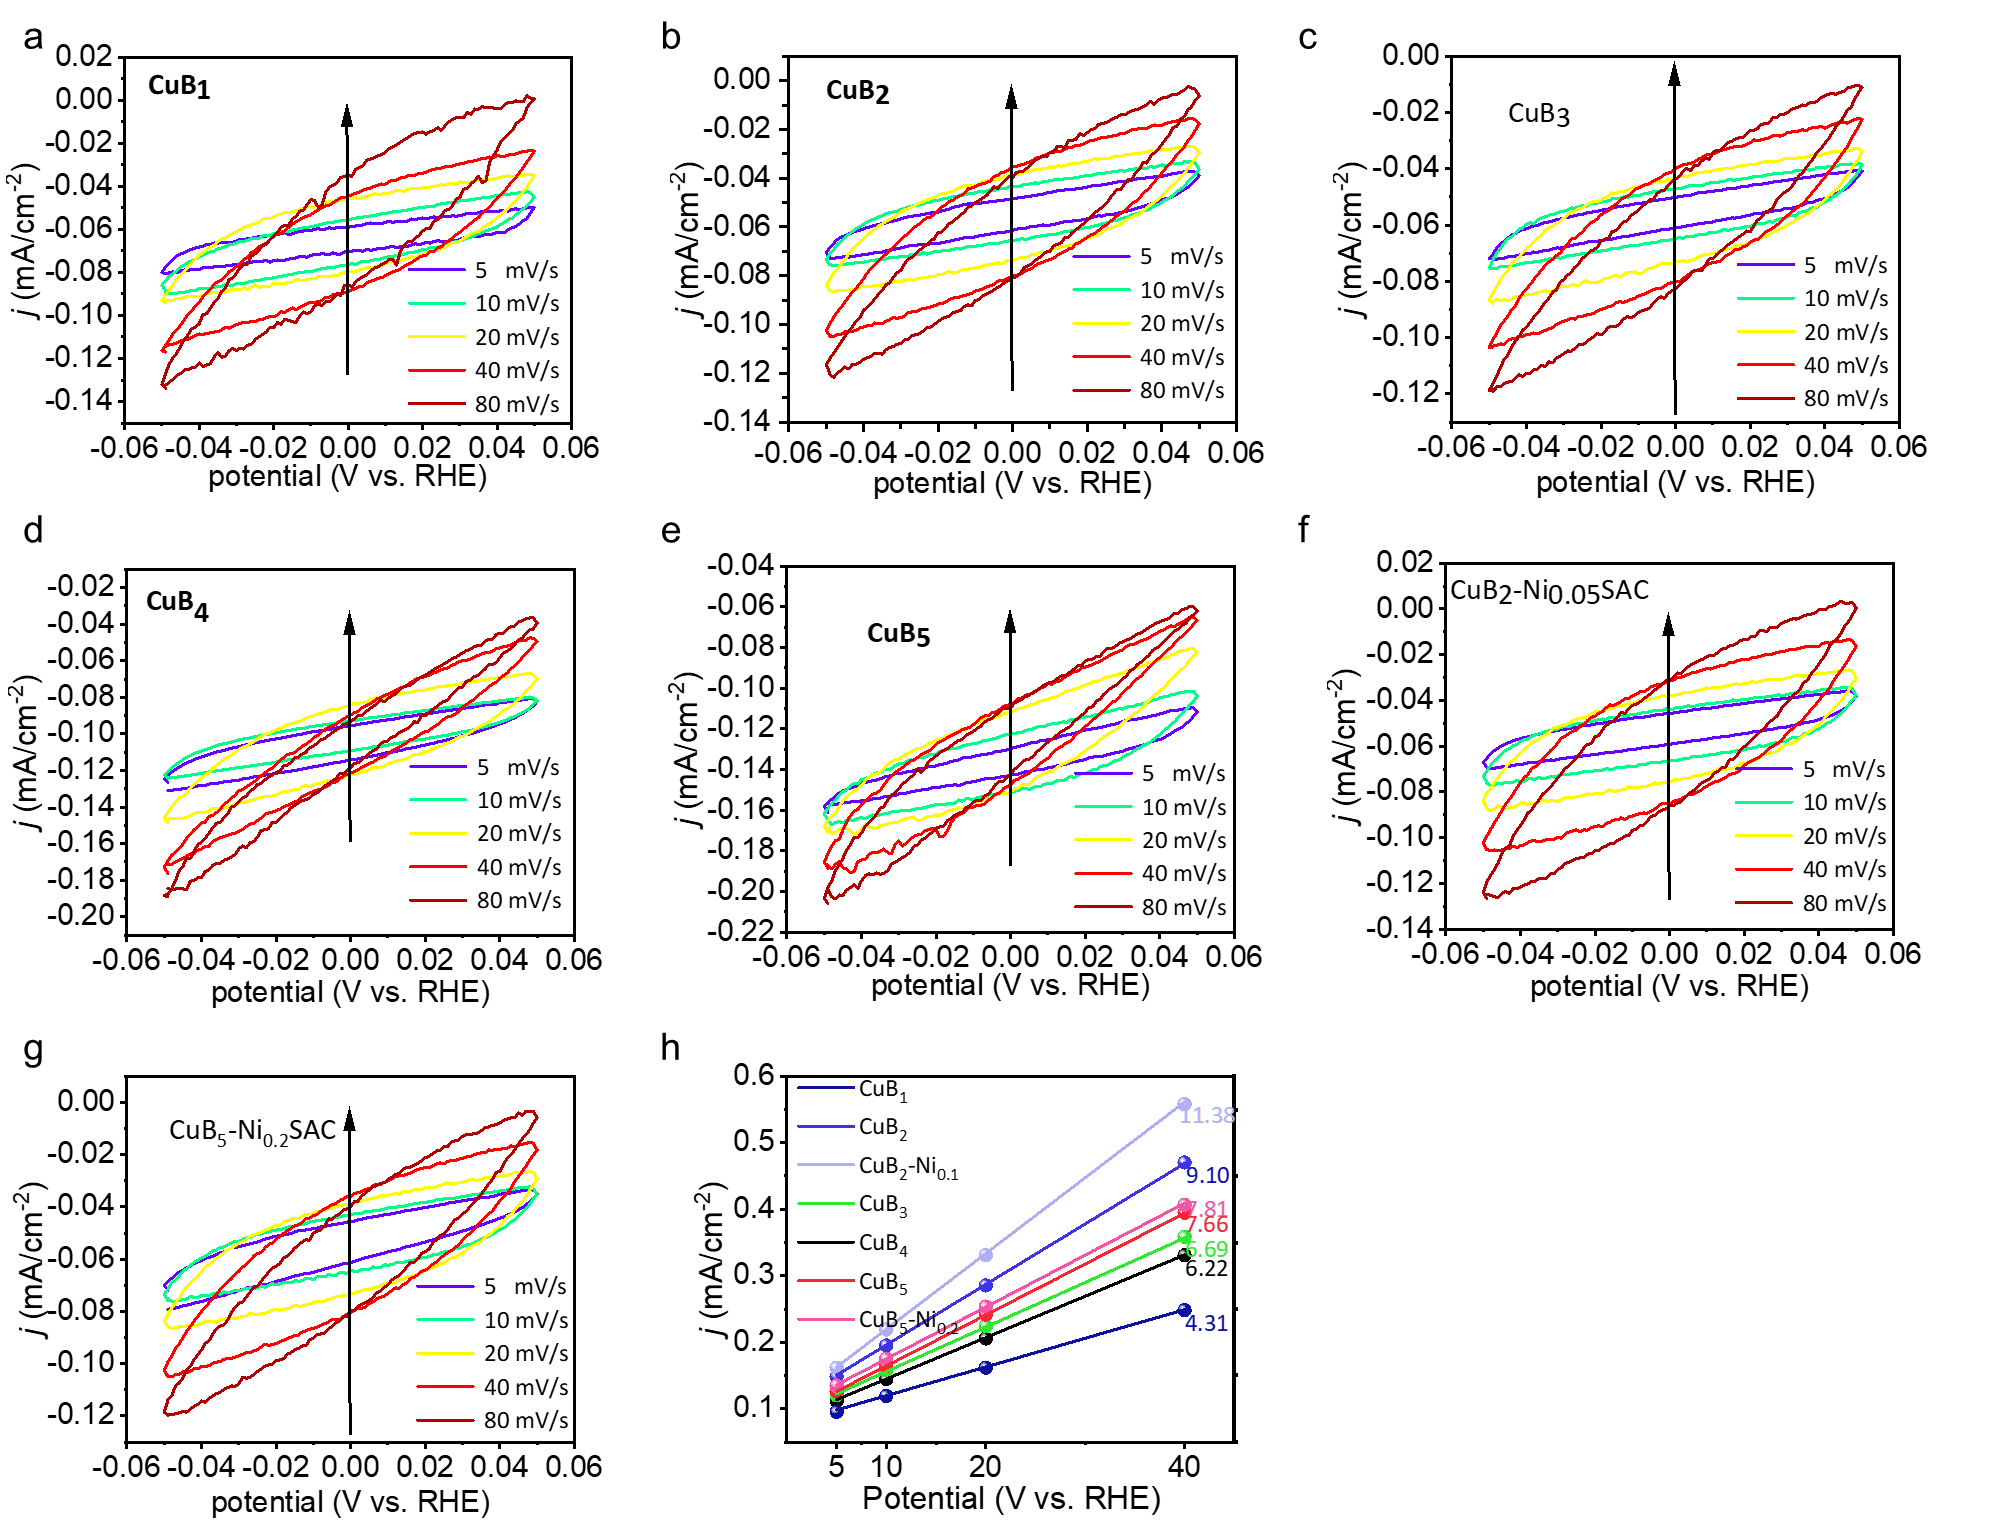 a
0.02
0.00
-0.02
-0.04
-0.06
-0.08
-0.10
-0.12
-0.14
j (mA/cm-2)
CuB1
5 mV/s
10 mV/s
20 mV/s
40 mV/s
80 mV/s
-0.06 -0.04 -0.02 0.00 0.02 0.04 0.06
potential (V vs. RHE)
b
0.00
-0.02
-0.04
-0.06
-0.08
-0.10
-0.12
-0.14
j (mA/cm-2)
CuB2
5 mV/s
10 mV/s
20 mV/s
40 mV/s
80 mV/s
-0.06 -0.04 -0.02 0.00 0.02 0.04 0.06
potential (V vs. RHE)
c
0.00
-0.02
-0.04
-0.06
-0.08
-0.10
-0.12
j (mA/cm-2)
CuB3
5 mV/s
10 mV/s
20 mV/s
40 mV/s
80 mV/s
-0.06 -0.04 -0.02 0.00 0.02 0.04 0.06
potential (V vs. RHE)
d
-0.02
-0.04
-0.06
-0.08
-0.10
-0.12
-0.14
-0.16
-0.18
-0.20
j (mA/cm-2)
CuB4
5 mV/s
10 mV/s
20 mV/s
40 mV/s
80 mV/s
-0.06 -0.04 -0.02 0.00 0.02 0.04 0.06
potential (V vs. RHE)
e
-0.04
-0.06
-0.08
-0.10
-0.12
-0.14
-0.16
-0.18
-0.20
-0.22
j (mA/cm-2)
CuB5
5 mV/s
10 mV/s
20 mV/s
40 mV/s
80 mV/s
-0.06 -0.04 -0.02 0.00 0.02 0.04 0.06
potential (V vs. RHE)
f
0.02
0.00
-0.02
-0.04
-0.06
-0.08
-0.10
-0.12
-0.14
j (mA/cm-2)
CuB2-Ni0.05SAC
5 mV/s
10 mV/s
20 mV/s
40 mV/s
80 mV/s
-0.06 -0.04 -0.02 0.00 0.02 0.04 0.06
potential (V vs. RHE)
g
0.00
-0.02
-0.04
-0.06
-0.08
-0.10
-0.12
j (mA/cm-2)
CuB5-Ni0.2SAC
5 mV/s
10 mV/s
20 mV/s
40 mV/s
80 mV/s
-0.06 -0.04 -0.02 0.00 0.02 0.04 0.06
potential (V vs. RHE)
h
0.6
0.5
0.4
0.3
0.2
0.1
j (mA/cm-2)
CuB1
CuB2
CuB2-Ni0.1
CuB3
CuB4
CuB5
CuB5-Ni0.2
11.38
9.10
7.81
7.66
6.69
6.22
4.31
5 10 20 40
Potential (V vs. RHE)